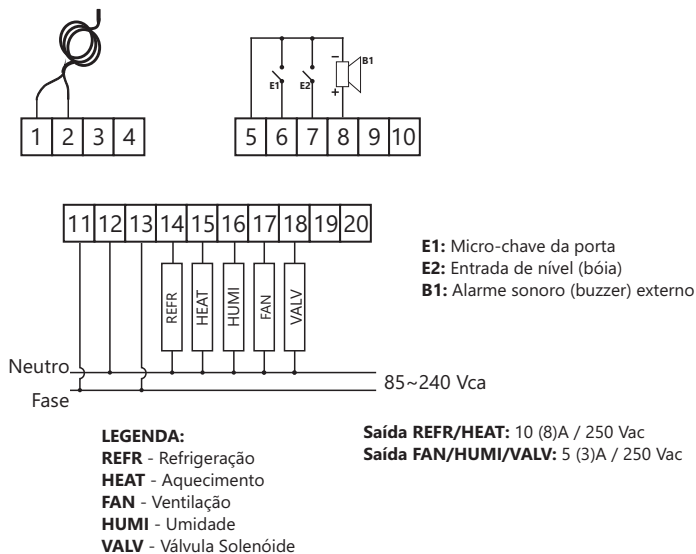 E1
E2
B1
1 2 3 4
5 6 7 8 9 10
11 12 13 14 15 16 17 18 19 20
E1: Micro-chave da porta
E2: Entrada de nível (bóia)
B1: Alarme sonoro (buzzer) externo
REFR
HEAT
HUMI
FAN
VALV
Neutro
Fase
85~240 Vca
LEGENDA:
REFR - Refrigeração
HEAT - Aquecimento
FAN - Ventilação
HUMI - Umidade
VALV - Válvula Solenóide
Saída REFR/HEAT: 10 (8)A / 250 Vac
Saída FAN/HUMI/VALV: 5 (3)A / 250 Vac